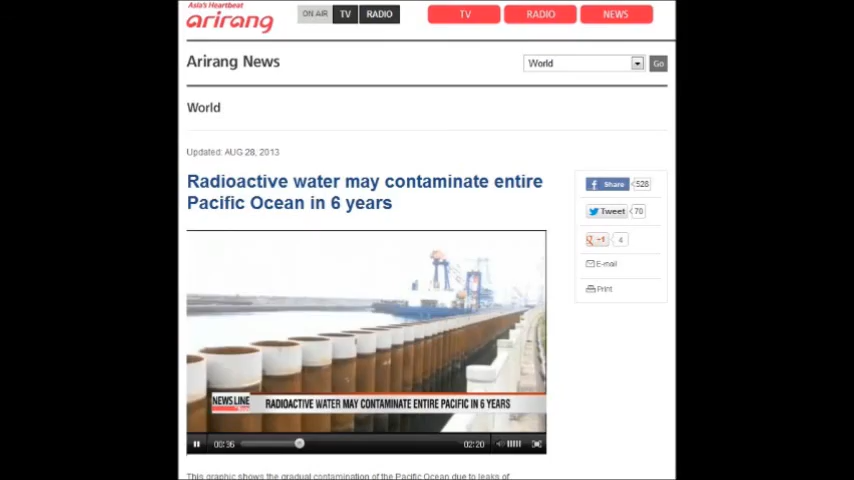 Asia's Heartbeat
arirang
ON AIR TV RADIO
TV RADIO NEWS
Arirang News
World Go
World
Updated: AUG 28, 2013
Radioactive water may contaminate entire
Pacific Ocean in 6 years
Share 528
Tweet 70
+1 4
E-mail
Print
NEWS LINE
RADIOACTIVE WATER MAY CONTAMINATE ENTIRE PACIFIC IN 6 YEARS
00:36 02:20
This graphic shows the gradual contamination of the Pacific Ocean due to leaks of